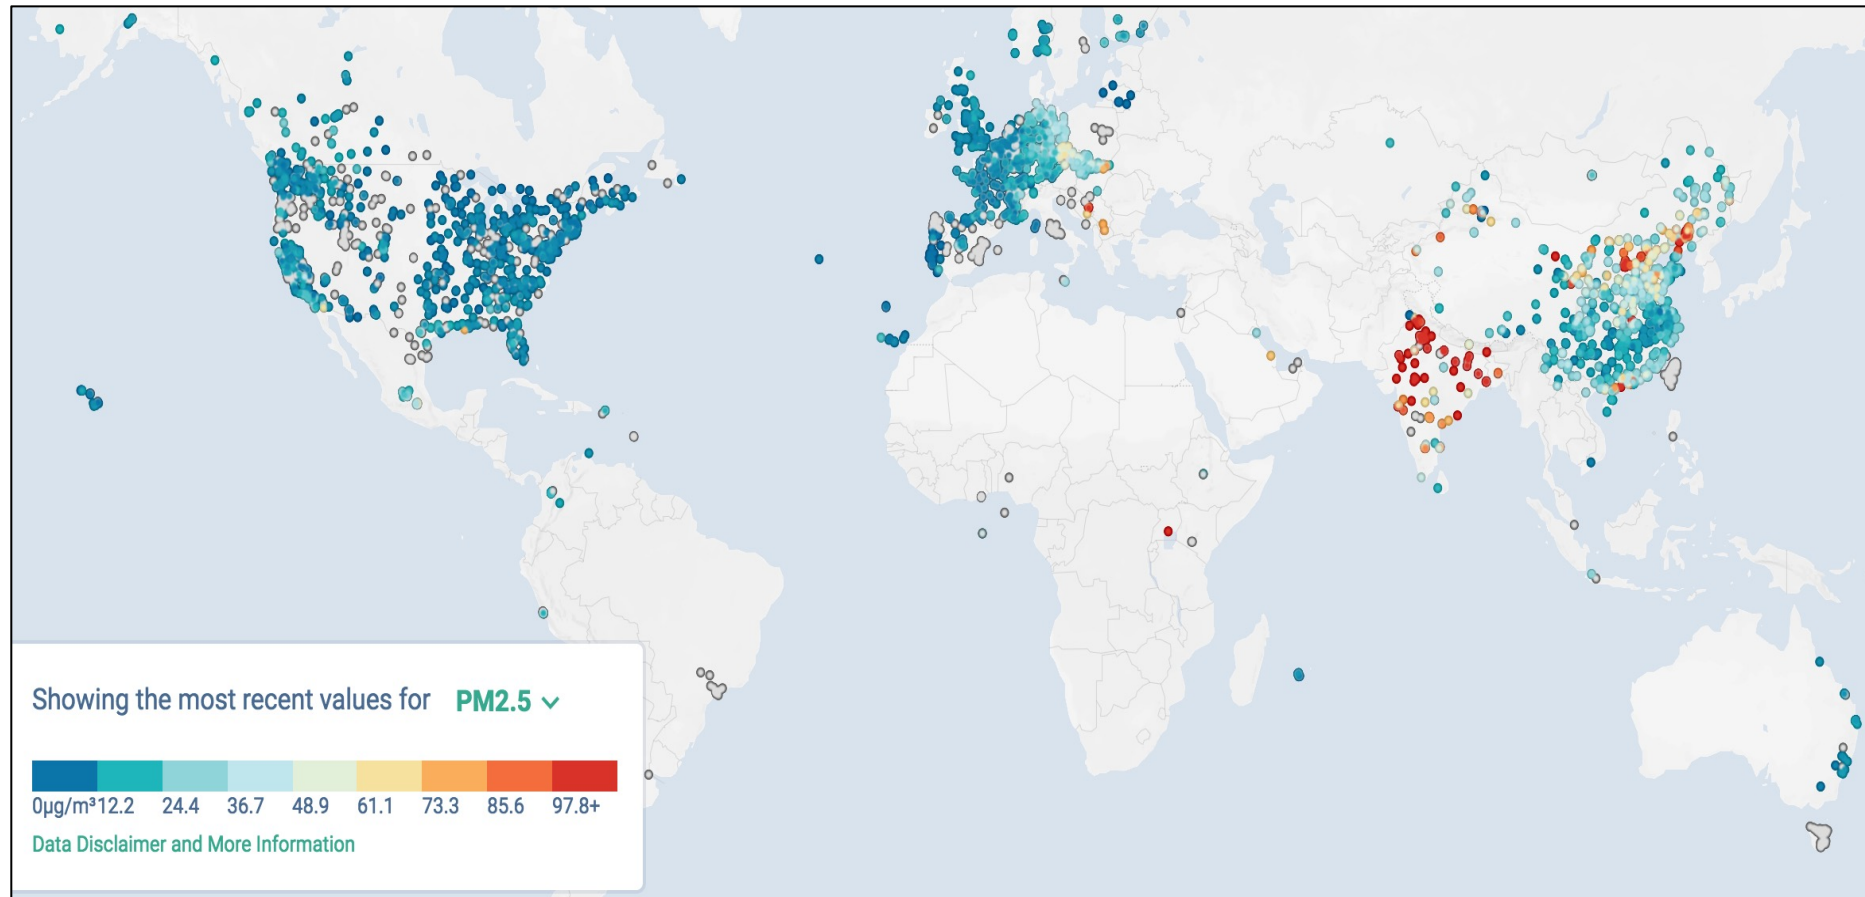 Showing the most recent values for PM2.5
0µg/m³ 12.2 24.4 36.7 48.9 61.1 73.3 85.6 97.8+
Data Disclaimer and More Information